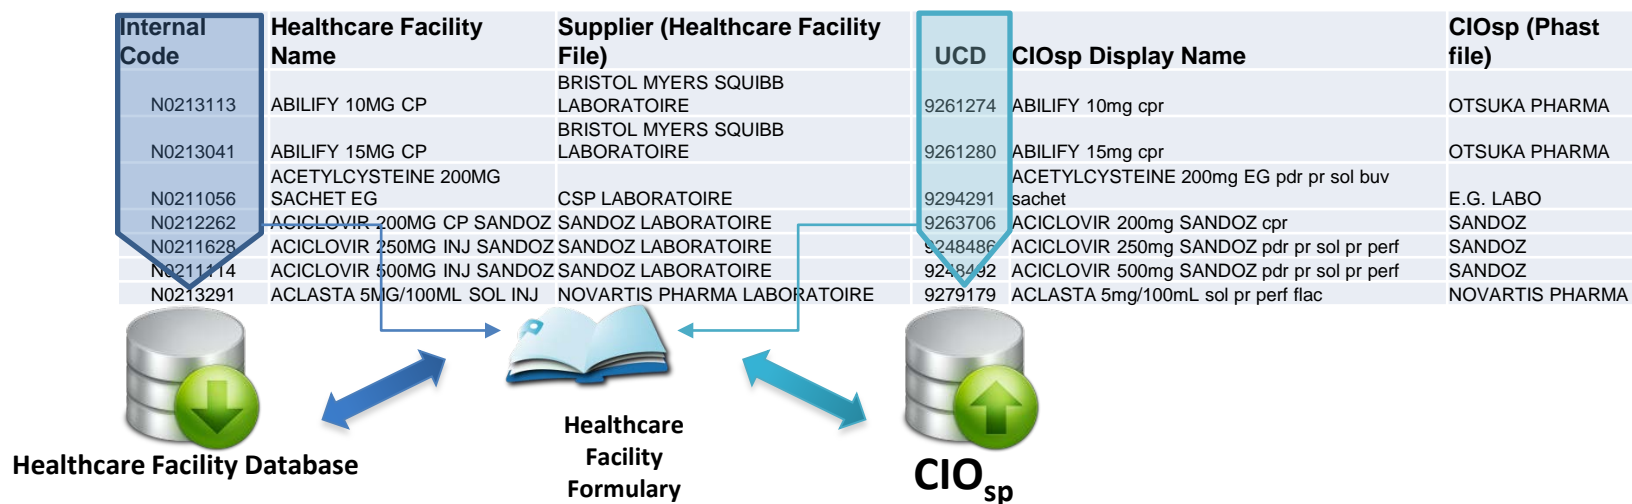 Internal Code
Healthcare Facility Name
Supplier (Healthcare Facility File)
UCD
CIOsp Display Name
CIOsp (Phast file)
N0213113 ABILIFY 10MG CP BRISTOL MYERS SQUIBB LABORATOIRE 9261274 ABILIFY 10mg cpr OTSUKA PHARMA
N0213041 ABILIFY 15MG CP BRISTOL MYERS SQUIBB LABORATOIRE 9261280 ABILIFY 15mg cpr OTSUKA PHARMA
N0211056 ACETYLCYSTEINE 200MG SACHET EG CSP LABORATOIRE 9294291 ACETYLCYSTEINE 200mg EG pdr pr sol buv sachet E.G. LABO
N0212262 ACICLOVIR 200MG CP SANDOZ SANDOZ LABORATOIRE 9263706 ACICLOVIR 200mg SANDOZ cpr SANDOZ
N0211628 ACICLOVIR 250MG INJ SANDOZ SANDOZ LABORATOIRE 9248486 ACICLOVIR 250mg SANDOZ pdr pr sol pr perf SANDOZ
N0211114 ACICLOVIR 500MG INJ SANDOZ SANDOZ LABORATOIRE 9248492 ACICLOVIR 500mg SANDOZ pdr pr sol pr perf SANDOZ
N0213291 ACLASTA 5MG/100ML SOL INJ NOVARTIS PHARMA LABORATOIRE 9279179 ACLASTA 5mg/100mL sol pr perf flac NOVARTIS PHARMA
Healthcare Facility Database
Healthcare
Facility
Formulary
CIOsp